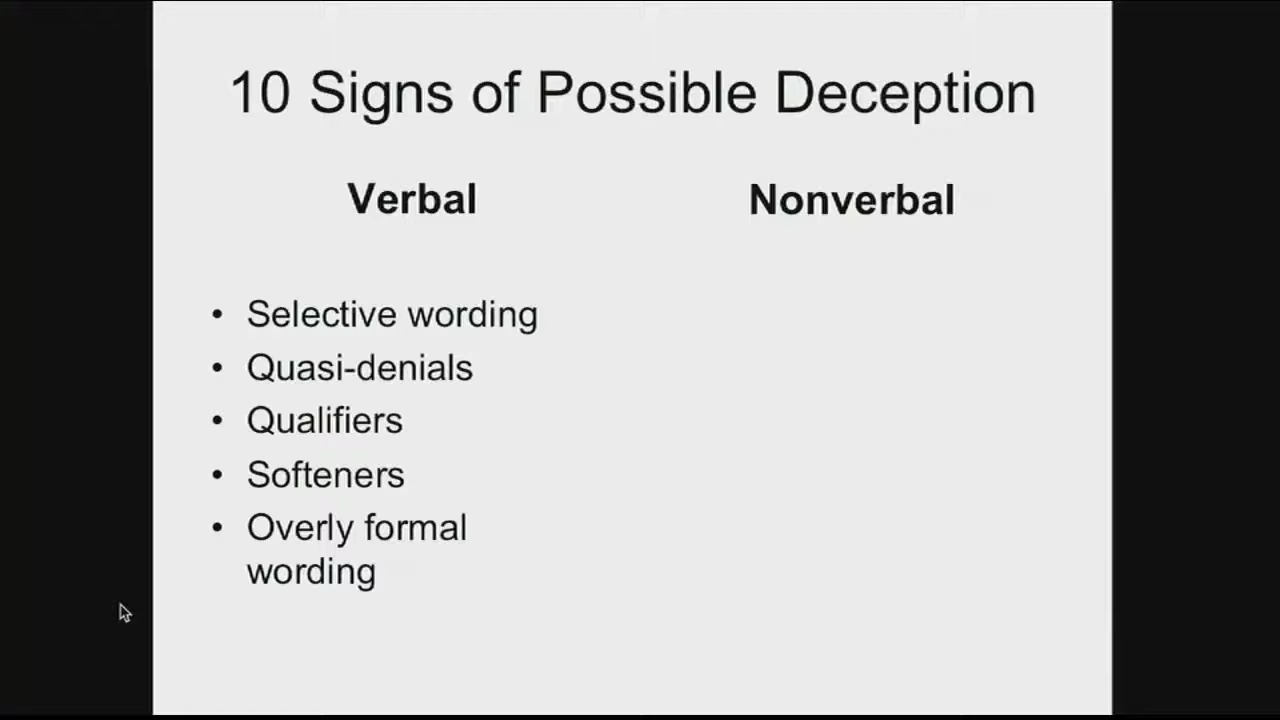 10 Signs of Possible Deception
Verbal
Nonverbal
• Selective wording
• Quasi-denials
• Qualifiers
• Softeners
• Overly formal
wording